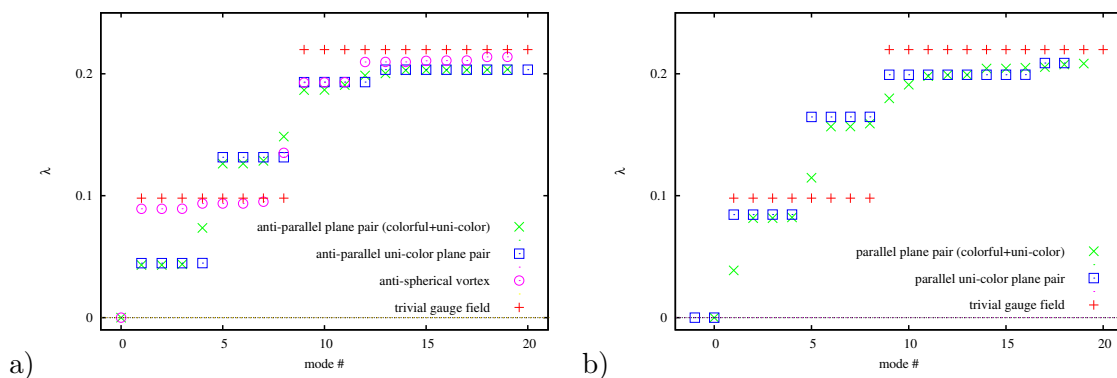 0.2
0.1
0
λ
0 5 10 15 20
mode #
anti-parallel plane pair (colorful+uni-color)
anti-parallel uni-color plane pair
anti-spherical vortex
trivial gauge field
a)
0.2
0.1
0
λ
0 5 10 15 20
mode #
parallel plane pair (colorful+uni-color)
parallel uni-color plane pair
trivial gauge field
b)